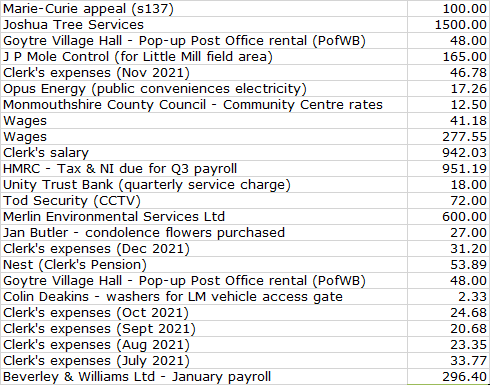 Marie-Curie appeal (s137) 100.00
Joshua Tree Services 1500.00
Goytre Village Hall - Pop-up Post Office rental (PofWB) 48.00
J P Mole Control (for Little Mill field area) 165.00
Clerk's expenses (Nov 2021) 46.78
Opus Energy (public conveniences electricity) 17.26
Monmouthshire County Council - Community Centre rates 12.50
Wages 41.18
Wages 277.55
Clerk's salary 942.03
HMRC - Tax & NI due for Q3 payroll 951.19
Unity Trust Bank (quarterly service charge) 18.00
Tod Security (CCTV) 72.00
Merlin Environmental Services Ltd 600.00
Jan Butler - condolence flowers purchased 27.00
Clerk's expenses (Dec 2021) 31.20
Nest (Clerk's Pension) 53.89
Goytre Village Hall - Pop-up Post Office rental (PofWB) 48.00
Colin Deakins - washers for LM vehicle access gate 2.33
Clerk's expenses (Oct 2021) 24.68
Clerk's expenses (Sept 2021) 20.68
Clerk's expenses (Aug 2021) 23.35
Clerk's expenses (July 2021) 33.77
Beverley & Williams Ltd - January payroll 296.40